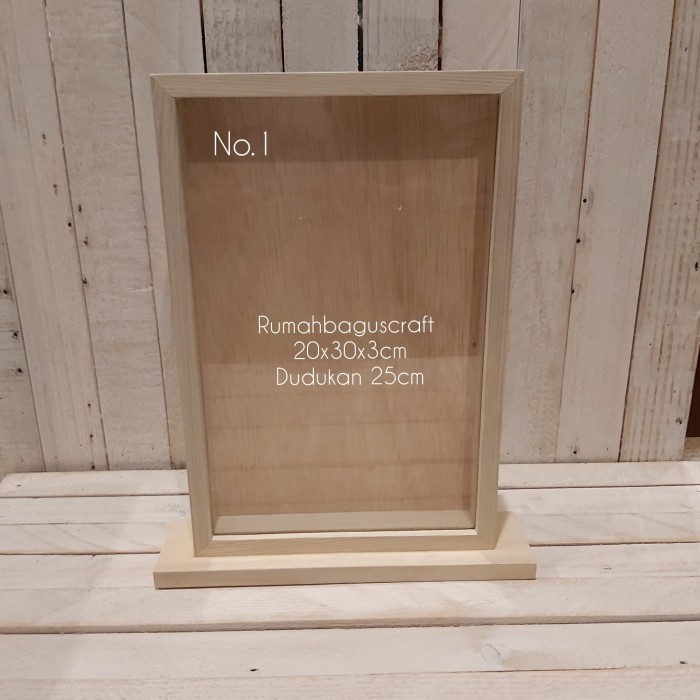 No. 1
Rumahbaguscraft
20x30x3cm
Dudukan 25cm